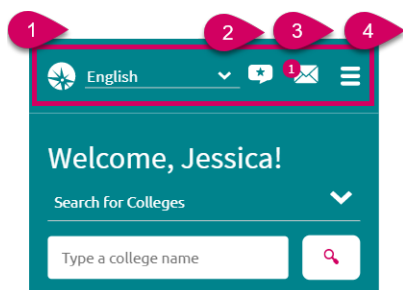 1 2 3 4
English 1
Welcome, Jessica!
Search for Colleges
Type a college name